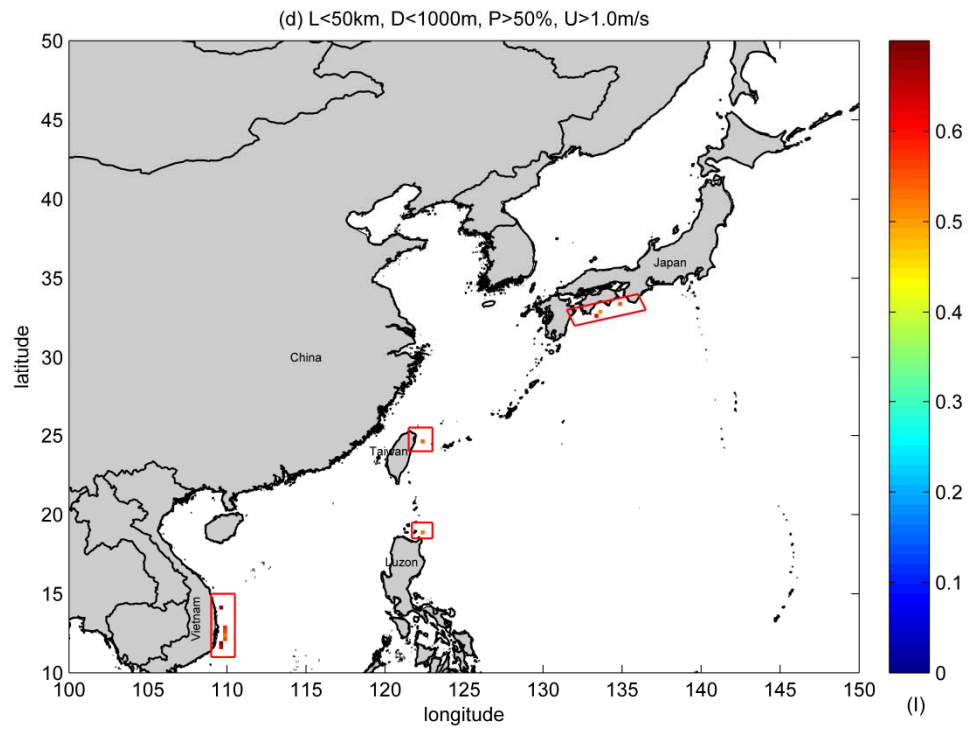 (d) L<50km, D<1000m, P>50%, U>1.0m/s
50
45
40
35
30
25
20
15
10
latitude
China
Japan
Taiwan
Luzon
Vietnam
100 105 110 115 120 125 130 135 140 145 150
longitude
0.6
0.5
0.4
0.3
0.2
0.1
0
(I)